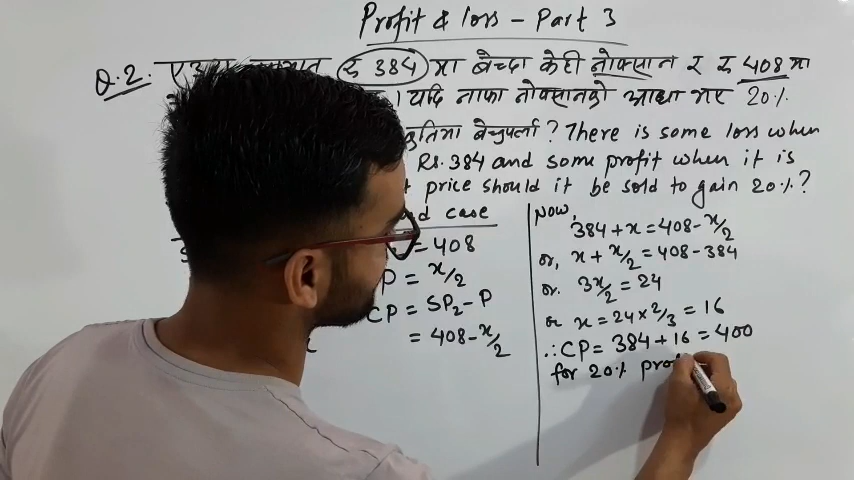 Profit & loss - Part 3
Q.2. रु 384 मा बेच्दा केही नोक्सान र रु 408 मा
। यदि नाफा नोक्सानको आधा भए 20%
बेच्नुपर्ला? There is some loss when
Rs. 384 and some profit when it is
price should it be sold to gain 20%?
case
= 408
P = x/2
CP = SP₂ - P
= 408 - x/2
Now,
384 + x = 408 - x/2
or, x + x/2 = 408 - 384
or. 3x/2 = 24
or x = 24 × 2/3 = 16
∴ CP = 384 + 16 = 400
for 20%